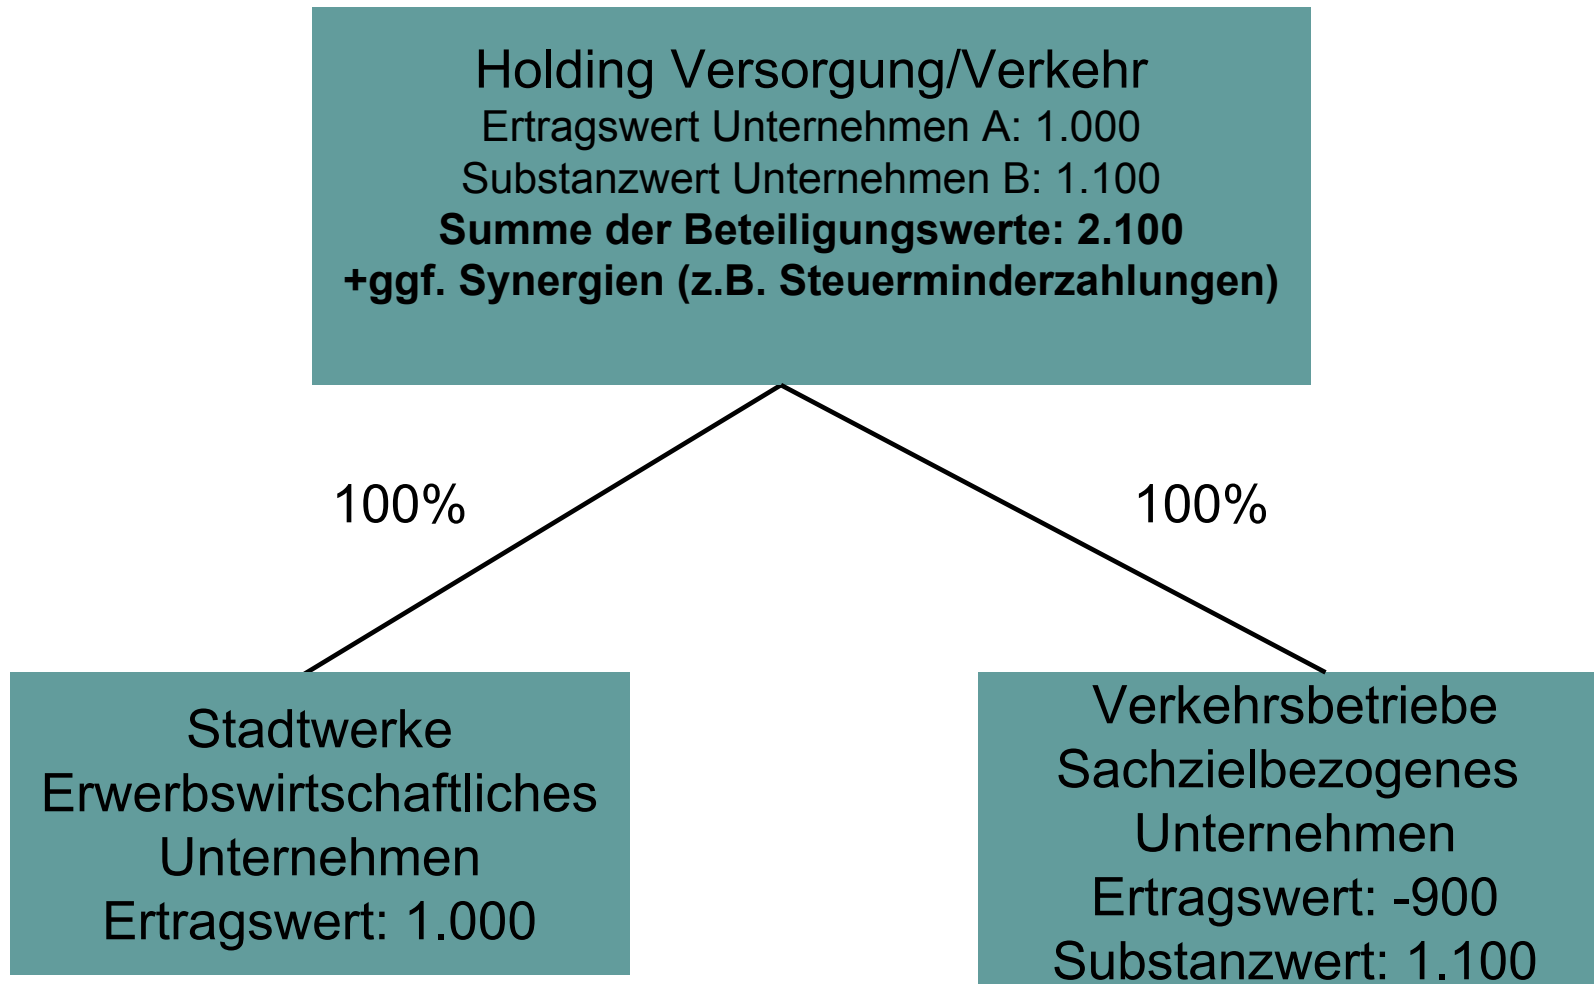 Holding Versorgung/Verkehr
Ertragswert Unternehmen A: 1.000
Substanzwert Unternehmen B: 1.100
Summe der Beteiligungswerte: 2.100
+ggf. Synergien (z.B. Steuerminderzahlungen)
100%
100%
Stadtwerke
Erwerbswirtschaftliches
Unternehmen
Ertragswert: 1.000
Verkehrsbetriebe
Sachzielbezogenes
Unternehmen
Ertragswert: -900
Substanzwert: 1.100